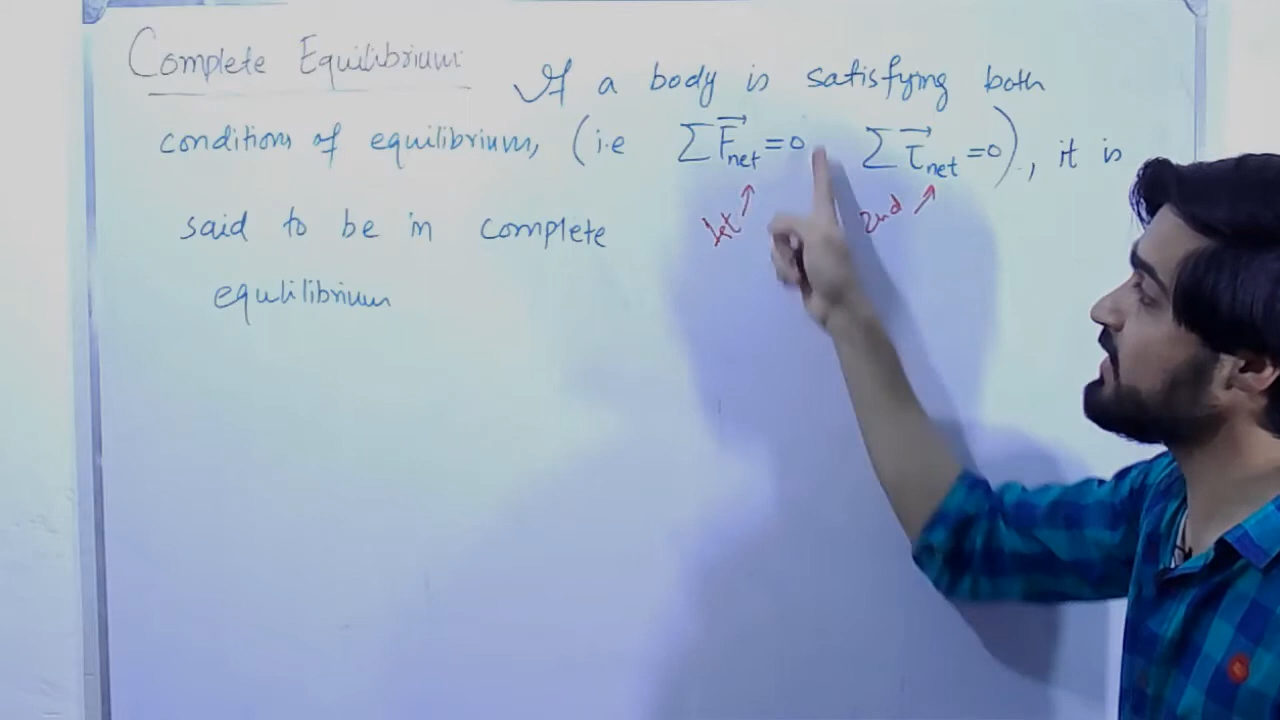 Complete Equilibrium If a body is satisfying both
conditions of equilibrium, (i.e ΣF⃗net = 0 Στ⃗net = 0), it is
1st 2nd
said to be in complete
equlilibrium